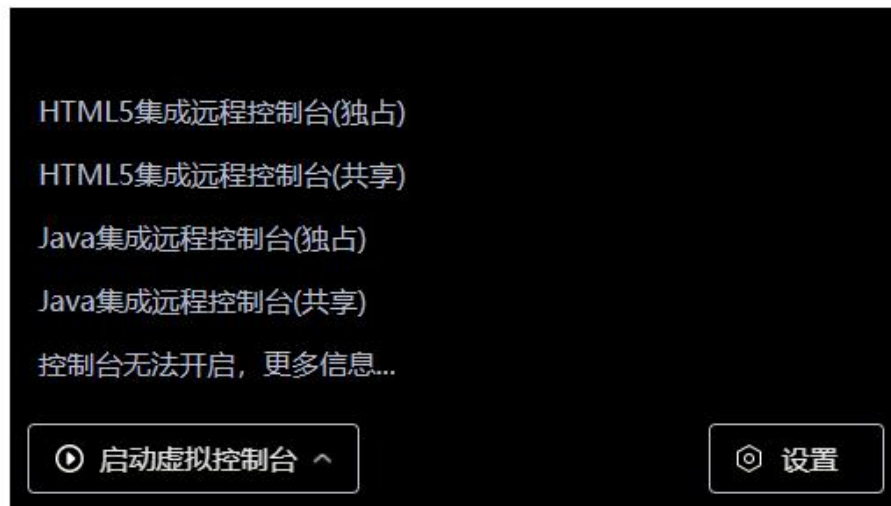 HTML5集成远程控制台(独占)
HTML5集成远程控制台(共享)
Java集成远程控制台(独占)
Java集成远程控制台(共享)
控制台无法开启，更多信息...
启动虚拟控制台
设置